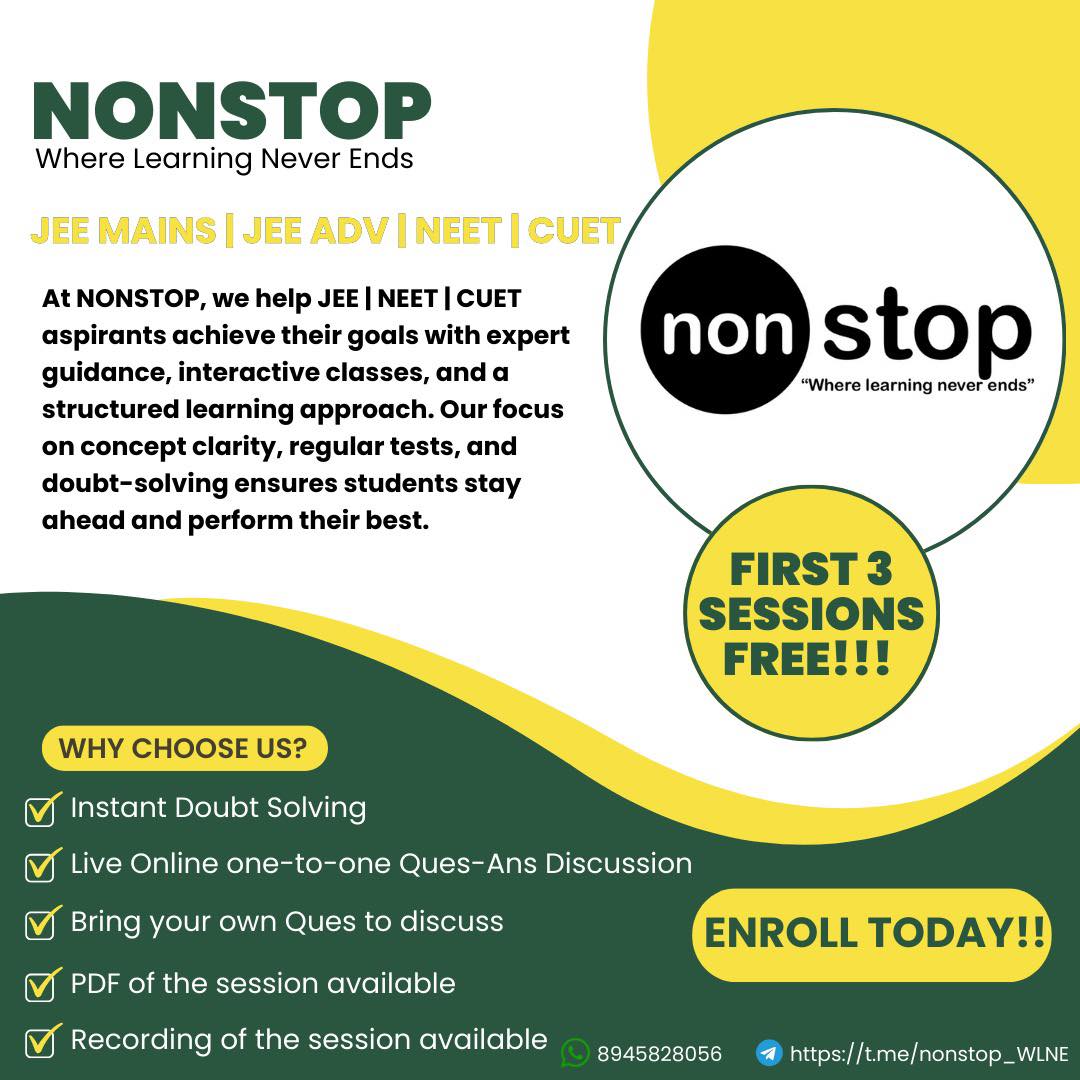 NONSTOP
Where Learning Never Ends
JEE MAINS | JEE ADV | NEET | CUET
At NONSTOP, we help JEE | NEET | CUET
aspirants achieve their goals with expert
guidance, interactive classes, and a
structured learning approach. Our focus
on concept clarity, regular tests, and
doubt-solving ensures students stay
ahead and perform their best.
non stop
“Where learning never ends”
FIRST 3
SESSIONS
FREE!!!
WHY CHOOSE US?
Instant Doubt Solving
Live Online one-to-one Ques-Ans Discussion
Bring your own Ques to discuss
PDF of the session available
Recording of the session available
ENROLL TODAY!!
8945828056
https://t.me/nonstop_WLNE